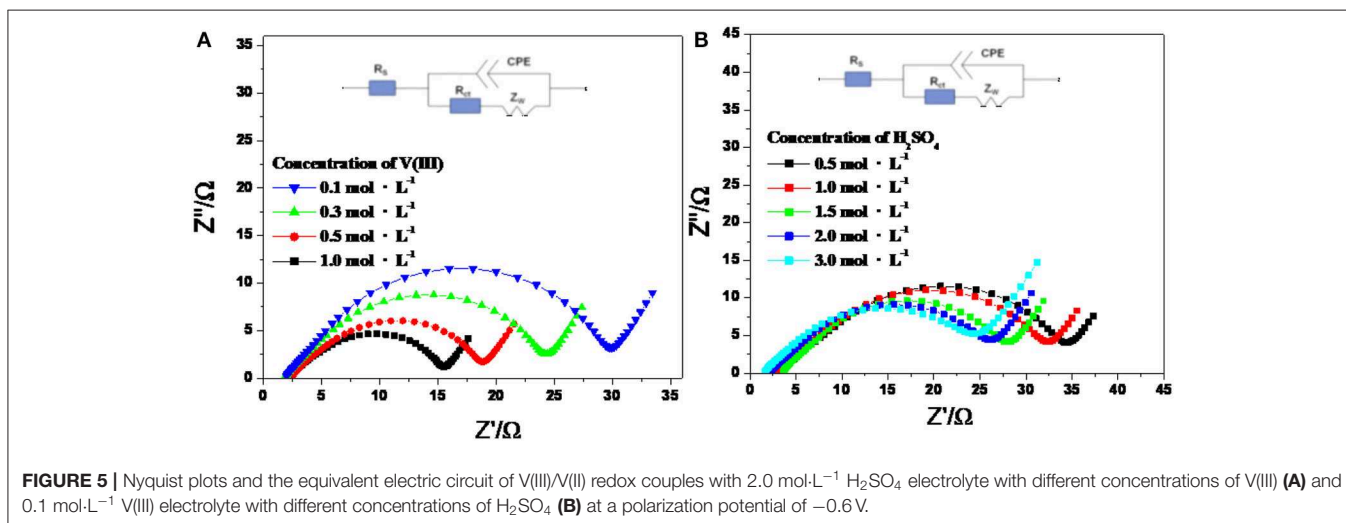 A
35
30
25
20
15
10
5
0
Z''/Ω
R_s
CPE
R_ct
Z_w
Concentration of V(III)
0.1 mol · L⁻¹
0.3 mol · L⁻¹
0.5 mol · L⁻¹
1.0 mol · L⁻¹
0 5 10 15 20 25 30 35
Z'/Ω
B
45
40
35
30
25
20
15
10
5
0
Z''/Ω
R_s
CPE
R_ct
Z_w
Concentration of H₂SO₄
0.5 mol · L⁻¹
1.0 mol · L⁻¹
1.5 mol · L⁻¹
2.0 mol · L⁻¹
3.0 mol · L⁻¹
0 5 10 15 20 25 30 35 40 45
Z'/Ω
FIGURE 5 | Nyquist plots and the equivalent electric circuit of V(III)/V(II) redox couples with 2.0 mol·L⁻¹ H₂SO₄ electrolyte with different concentrations of V(III) (A) and
0.1 mol·L⁻¹ V(III) electrolyte with different concentrations of H₂SO₄ (B) at a polarization potential of −0.6 V.